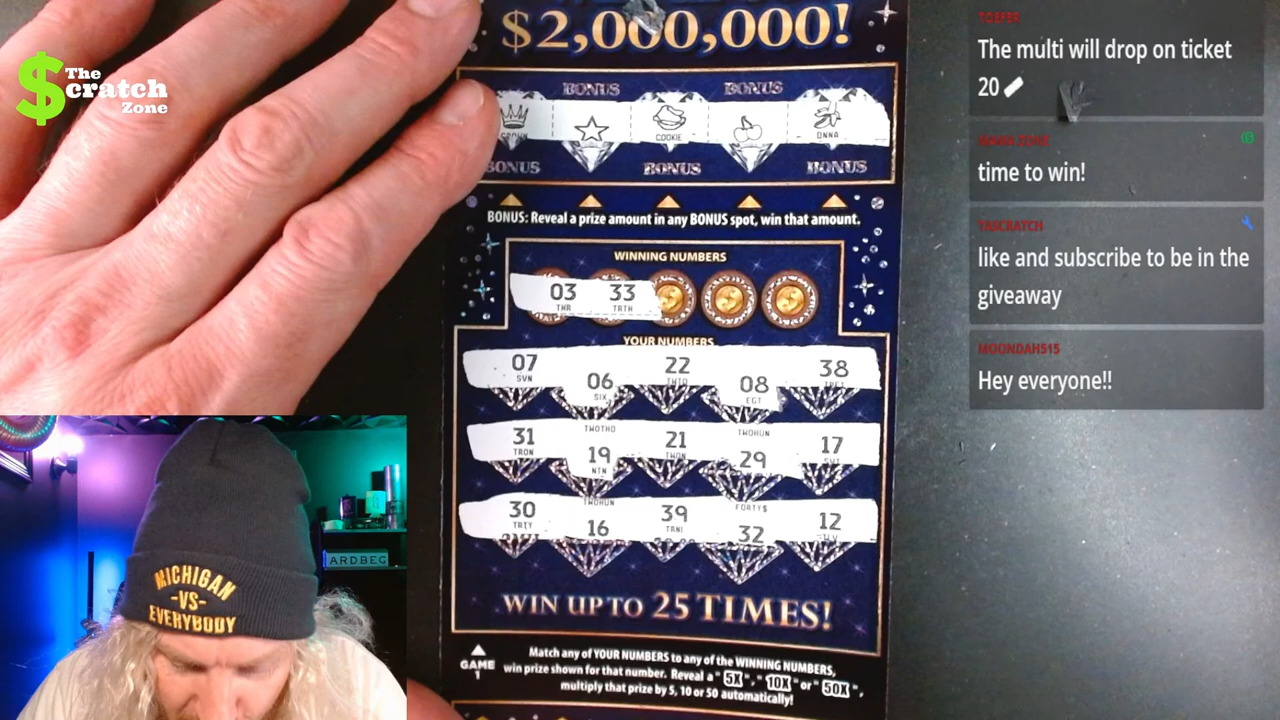 The
$cratch
Zone
$2,000,000!
BONUS BONUS
COOKIE
BONUS BONUS BONUS
BONUS: Reveal a prize amount in any BONUS spot, win that amount.
WINNING NUMBERS
03 33
THR TRTH
YOUR NUMBERS
07 06 22 08 38
SVN SIX EGT
31 19 21 29 17
TRON NTN TWON
30 16 39 32 12
TRTY TRNI FORTY$
WIN UP TO 25 TIMES!
GAME
1
Match any of YOUR NUMBERS to any of the WINNING NUMBERS,
win prize shown for that number. Reveal a "5X", "10X" or "50X",
multiply that prize by 5, 10 or 50 automatically!
MICHIGAN
-VS-
EVERYBODY
ARDBEG
The multi will drop on ticket
20
time to win!
YASCRATCH
like and subscribe to be in the
giveaway
MOONDAH515
Hey everyone!!